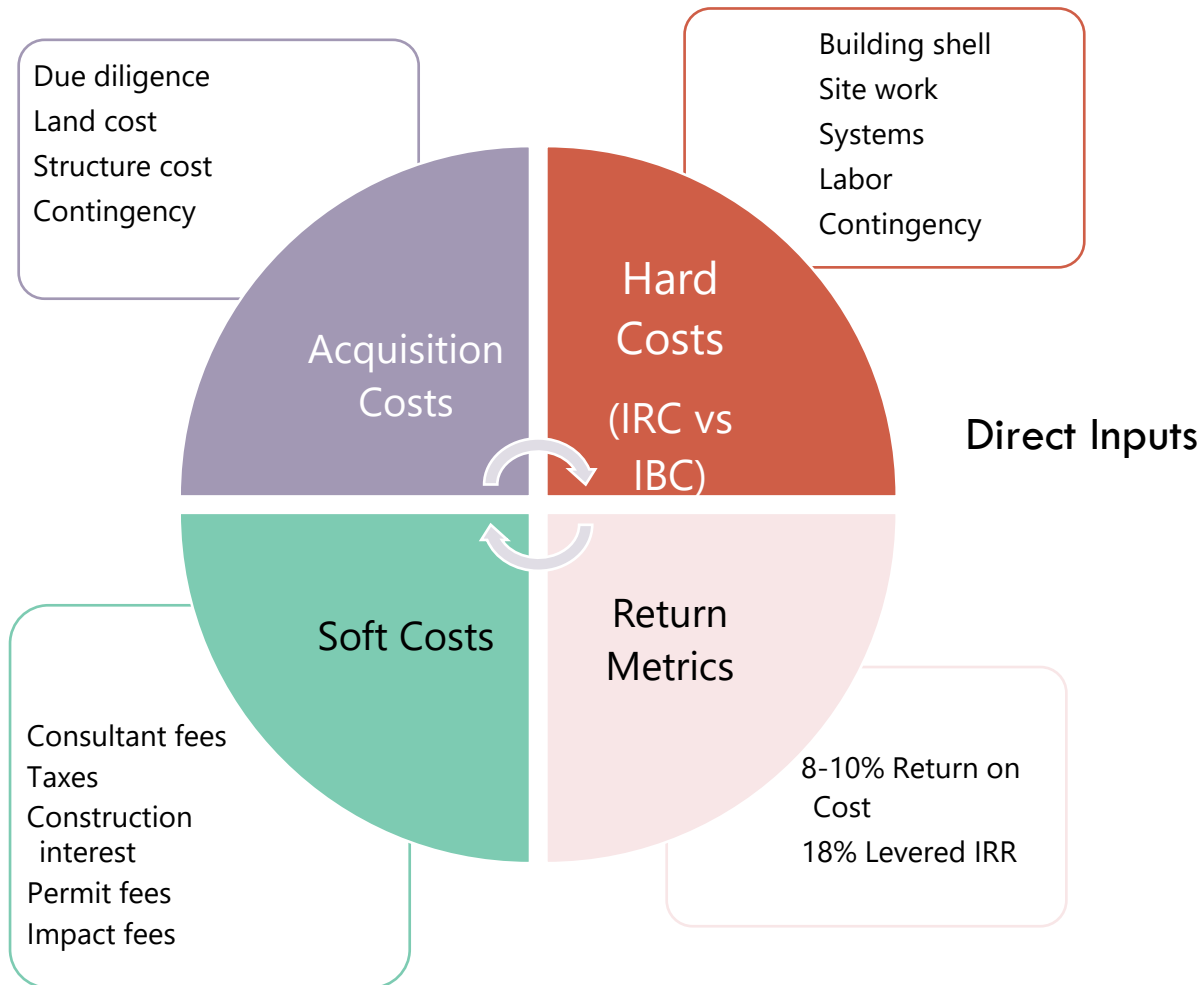 Due diligence
Land cost
Structure cost
Contingency
Building shell
Site work
Systems
Labor
Contingency
Acquisition
Costs
Hard
Costs
(IRC vs
IBC)
Direct Inputs
Soft Costs
Return
Metrics
Consultant fees
Taxes
Construction
interest
Permit fees
Impact fees
8-10% Return on
Cost
18% Levered IRR